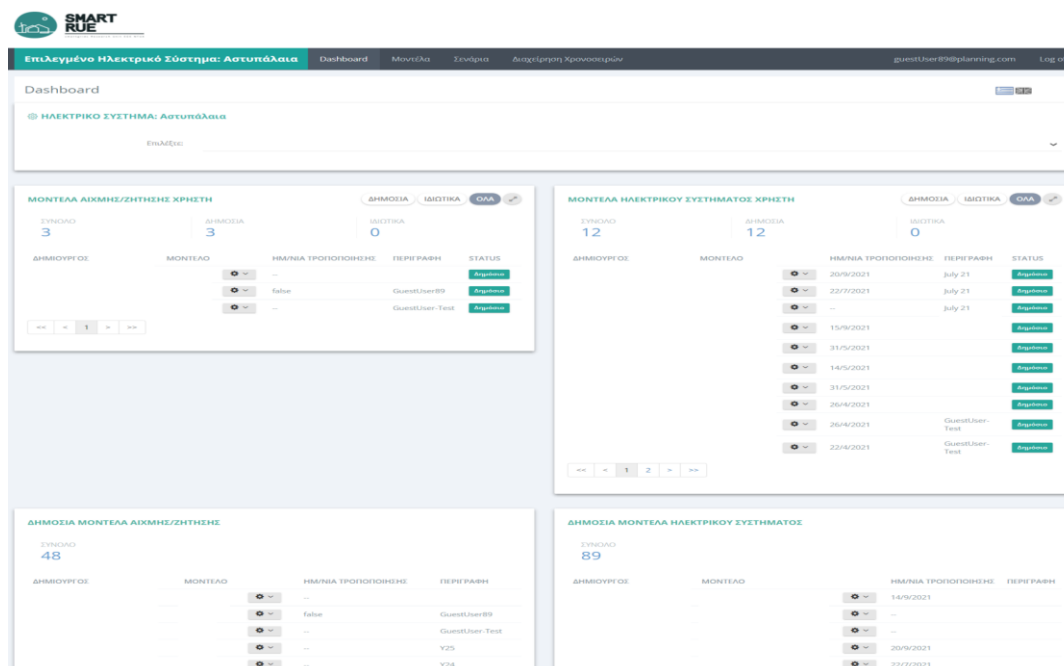 SMART
RUE
Επιλεγμένο Ηλεκτρικό Σύστημα: Αστυπάλαια Dashboard Μοντέλα Σενάρια Διαχείρηση Χρονοσειρών guestUser89@planning.com Log o
Dashboard
ΗΛΕΚΤΡΙΚΟ ΣΥΣΤΗΜΑ: Αστυπάλαια
Επιλέξτε:
ΜΟΝΤΕΛΑ ΑΙΧΜΗΣ/ΖΗΤΗΣΗΣ ΧΡΗΣΤΗ ΔΗΜΟΣΙΑ ΙΔΙΩΤΙΚΑ ΟΛΑ
ΣΥΝΟΛΟ ΔΗΜΟΣΙΑ ΙΔΙΩΤΙΚΑ
3 3 0
ΔΗΜΙΟΥΡΓΟΣ ΜΟΝΤΕΛΟ ΗΜ/ΝΙΑ ΤΡΟΠΟΠΟΙΗΣΗΣ ΠΕΡΙΓΡΑΦΗ STATUS
-- Δημόσιο
false GuestUser89 Δημόσιο
-- GuestUser-Test Δημόσιο
<< < 1 > >>
ΜΟΝΤΕΛΑ ΗΛΕΚΤΡΙΚΟΥ ΣΥΣΤΗΜΑΤΟΣ ΧΡΗΣΤΗ ΔΗΜΟΣΙΑ ΙΔΙΩΤΙΚΑ ΟΛΑ
ΣΥΝΟΛΟ ΔΗΜΟΣΙΑ ΙΔΙΩΤΙΚΑ
12 12 0
ΔΗΜΙΟΥΡΓΟΣ ΜΟΝΤΕΛΟ ΗΜ/ΝΙΑ ΤΡΟΠΟΠΟΙΗΣΗΣ ΠΕΡΙΓΡΑΦΗ STATUS
20/9/2021 July 21 Δημόσιο
22/7/2021 July 21 Δημόσιο
-- July 21 Δημόσιο
15/9/2021 Δημόσιο
31/5/2021 Δημόσιο
14/5/2021 Δημόσιο
31/5/2021 Δημόσιο
26/4/2021 Δημόσιο
26/4/2021 GuestUser-Test Δημόσιο
22/4/2021 GuestUser-Test Δημόσιο
<< < 1 2 > >>
ΔΗΜΟΣΙΑ ΜΟΝΤΕΛΑ ΑΙΧΜΗΣ/ΖΗΤΗΣΗΣ
ΣΥΝΟΛΟ
48
ΔΗΜΙΟΥΡΓΟΣ ΜΟΝΤΕΛΟ ΗΜ/ΝΙΑ ΤΡΟΠΟΠΟΙΗΣΗΣ ΠΕΡΙΓΡΑΦΗ
--
false GuestUser89
-- GuestUser-Test
-- Y25
-- Y24
ΔΗΜΟΣΙΑ ΜΟΝΤΕΛΑ ΗΛΕΚΤΡΙΚΟΥ ΣΥΣΤΗΜΑΤΟΣ
ΣΥΝΟΛΟ
89
ΔΗΜΙΟΥΡΓΟΣ ΜΟΝΤΕΛΟ ΗΜ/ΝΙΑ ΤΡΟΠΟΠΟΙΗΣΗΣ ΠΕΡΙΓΡΑΦΗ
14/9/2021
--
--
20/9/2021
22/7/2021